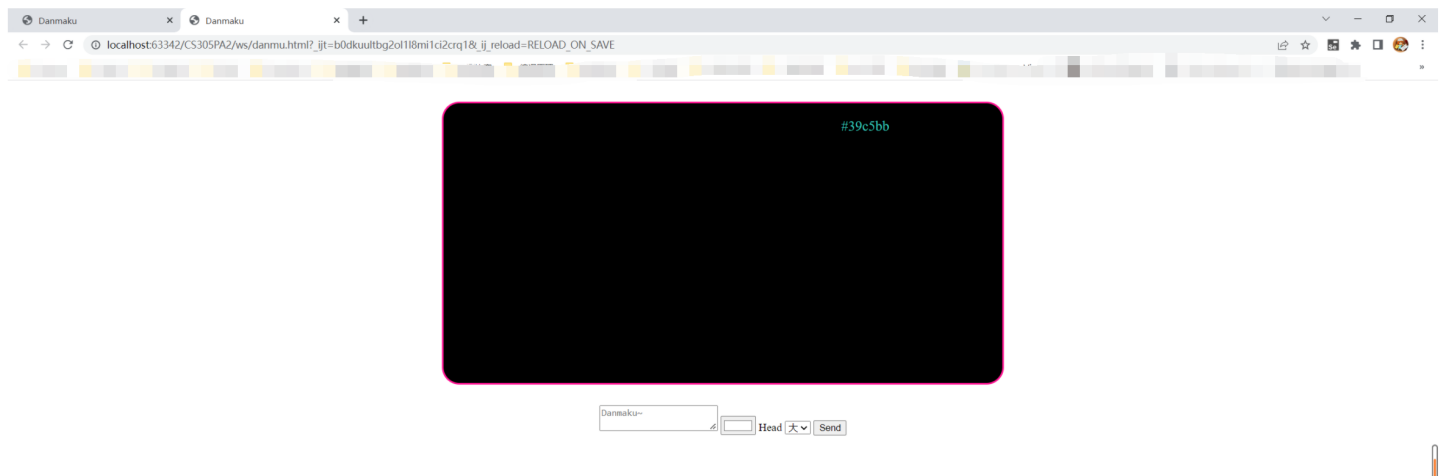 Danmaku
Danmaku
localhost:63342/CS305PA2/ws/danmu.html?_ijt=b0dkuultbg2ol1l8mi1ci2crq1&_ij_reload=RELOAD_ON_SAVE
#39c5bb
Danmaku~
Head 大 Send